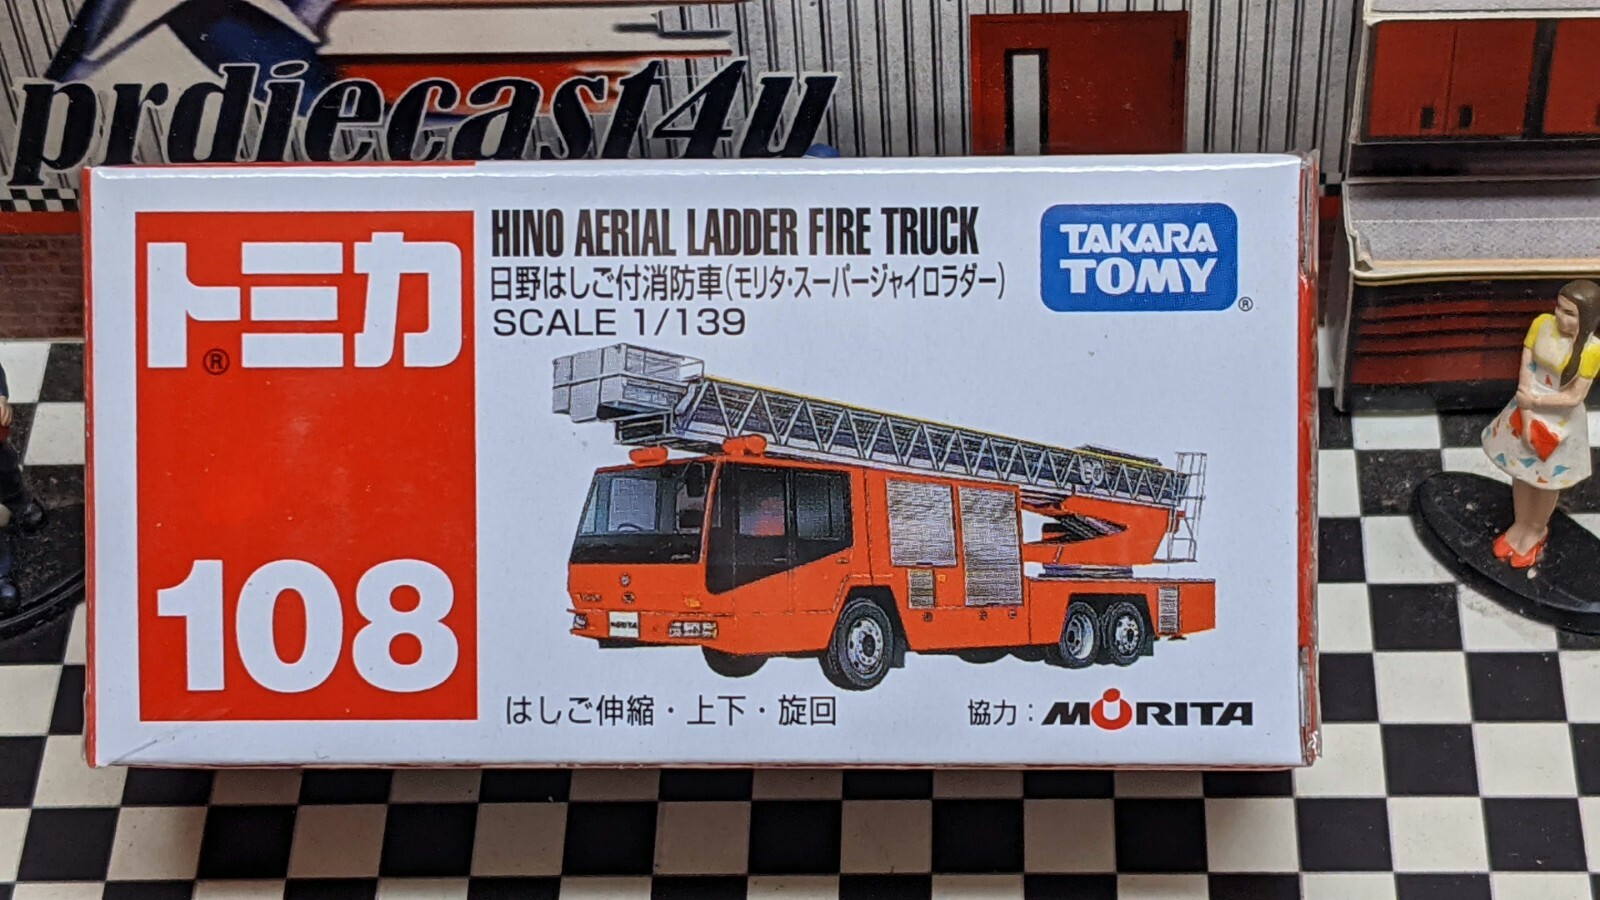 prdiecast4u
トミカ
®
108
HINO AERIAL LADDER FIRE TRUCK
日野はしご付消防車(モリタ・スーパージャイロラダー)
SCALE 1/139
TAKARA
TOMY
®
MORITA
はしご伸縮・上下・旋回
協力:MORITA